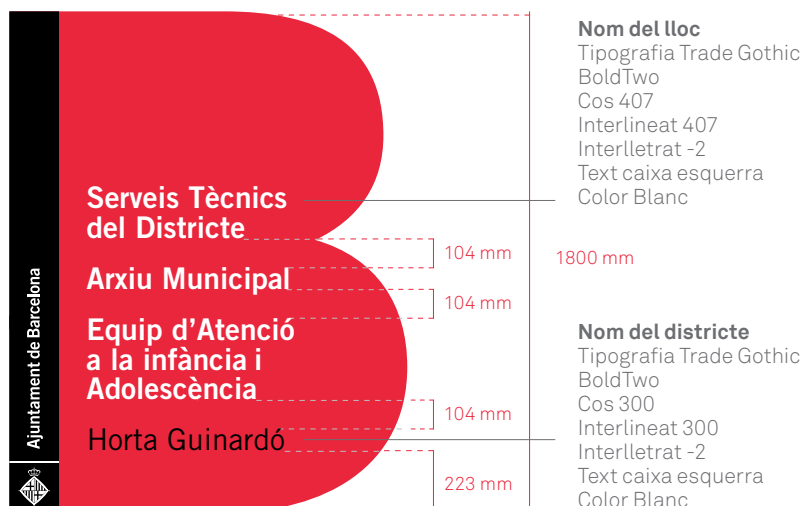 Ajuntament de Barcelona
Serveis Tècnics
del Districte
Arxiu Municipal
Equip d’Atenció
a la infància i
Adolescència
Horta Guinardó
104 mm
104 mm
104 mm
223 mm
1800 mm
Nom del lloc
Tipografia Trade Gothic
BoldTwo
Cos 407
Interlineat 407
Interlletrat -2
Text caixa esquerra
Color Blanc
Nom del districte
Tipografia Trade Gothic
BoldTwo
Cos 300
Interlineat 300
Interlletrat -2
Text caixa esquerra
Color Blanc